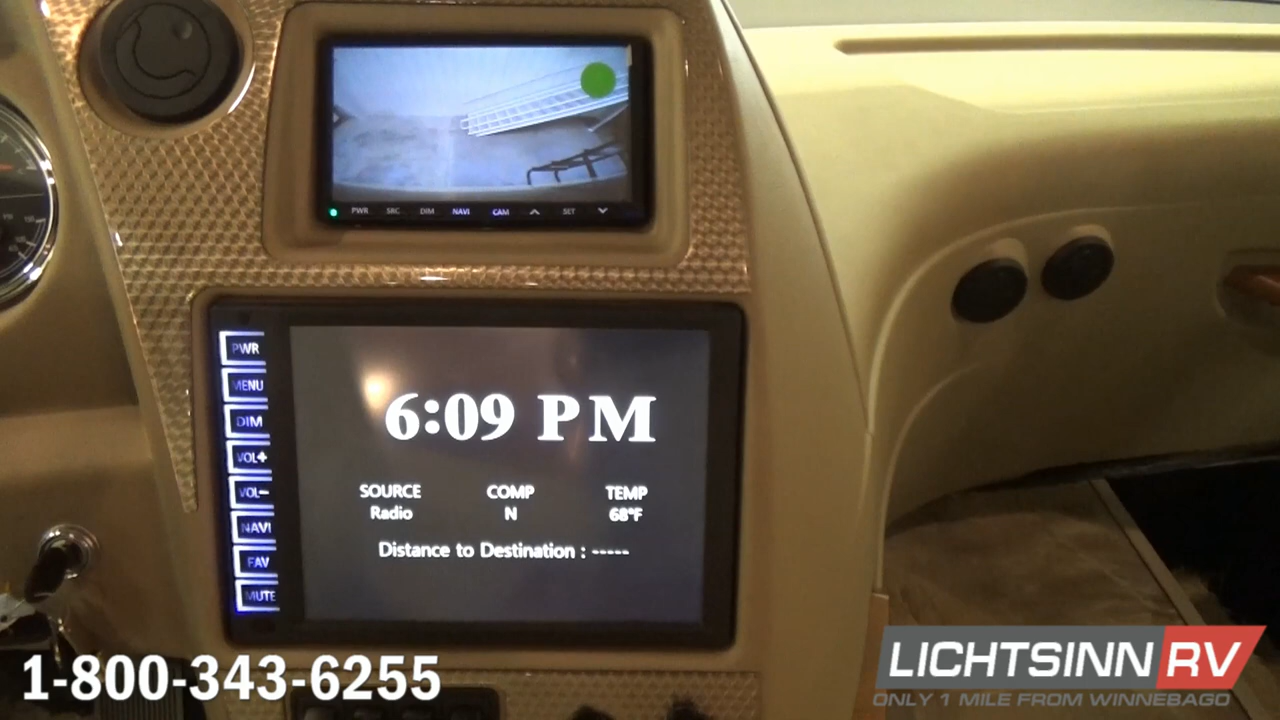 PWR SRC DIM NAVI CAM SET
PWR
MENU
DIM
VOL+
VOL-
NAVI
FAV
MUTE
6:09 PM
SOURCE COMP TEMP
Radio N 68°F
Distance to Destination : -----
1-800-343-6255
LICHTSINN RV
ONLY 1 MILE FROM WINNEBAGO